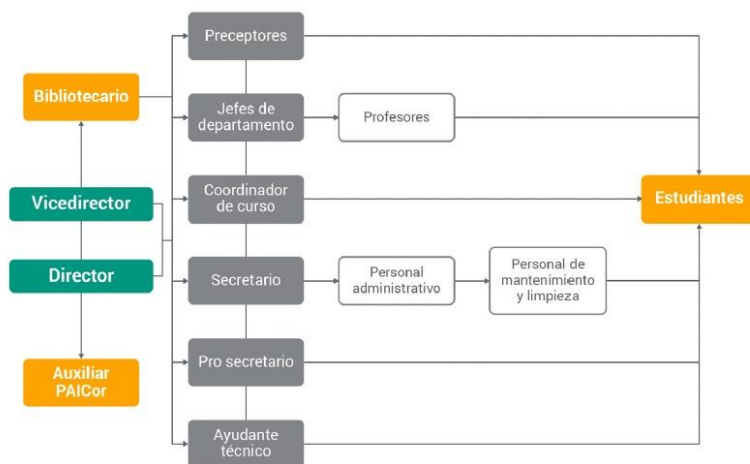 Preceptores
Bibliotecario
Jefes de
departamento
Profesores
Vicedirector
Coordinador
de curso
Estudiantes
Director
Secretario
Personal
administrativo
Personal de
mantenimiento
y limpieza
Auxiliar
PAICor
Pro secretario
Ayudante
técnico